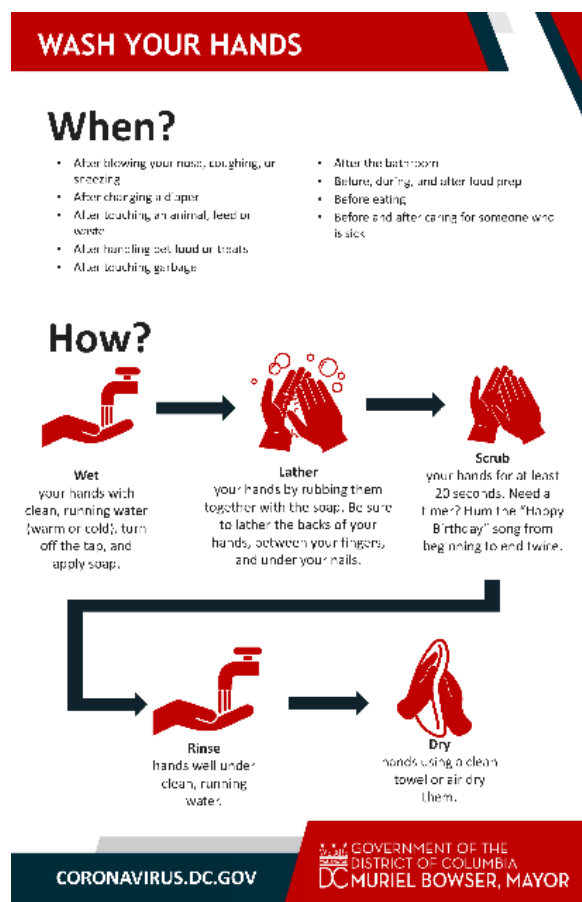 WASH YOUR HANDS
When?
• After blowing your nose, coughing, or
sneezing
• After changing a diaper
• After touching an animal, feed or
waste
• After handling pet food or treats
• After touching garbage
• After the bathroom
• Before, during, and after food prep
• Before eating
• Before and after caring for someone who
is sick
How?
Wet
your hands with
clean, running water
(warm or cold), turn
off the tap, and
apply soap.
Lather
your hands by rubbing them
together with the soap. Be sure
to lather the backs of your
hands, between your fingers,
and under your nails.
Scrub
your hands for at least
20 seconds. Need a
timer? Hum the “Happy
Birthday” song from
beginning to end twice.
Rinse
hands well under
clean, running
water.
Dry
hands using a clean
towel or air dry
them.
CORONAVIRUS.DC.GOV
GOVERNMENT OF THE
DISTRICT OF COLUMBIA
DC MURIEL BOWSER, MAYOR